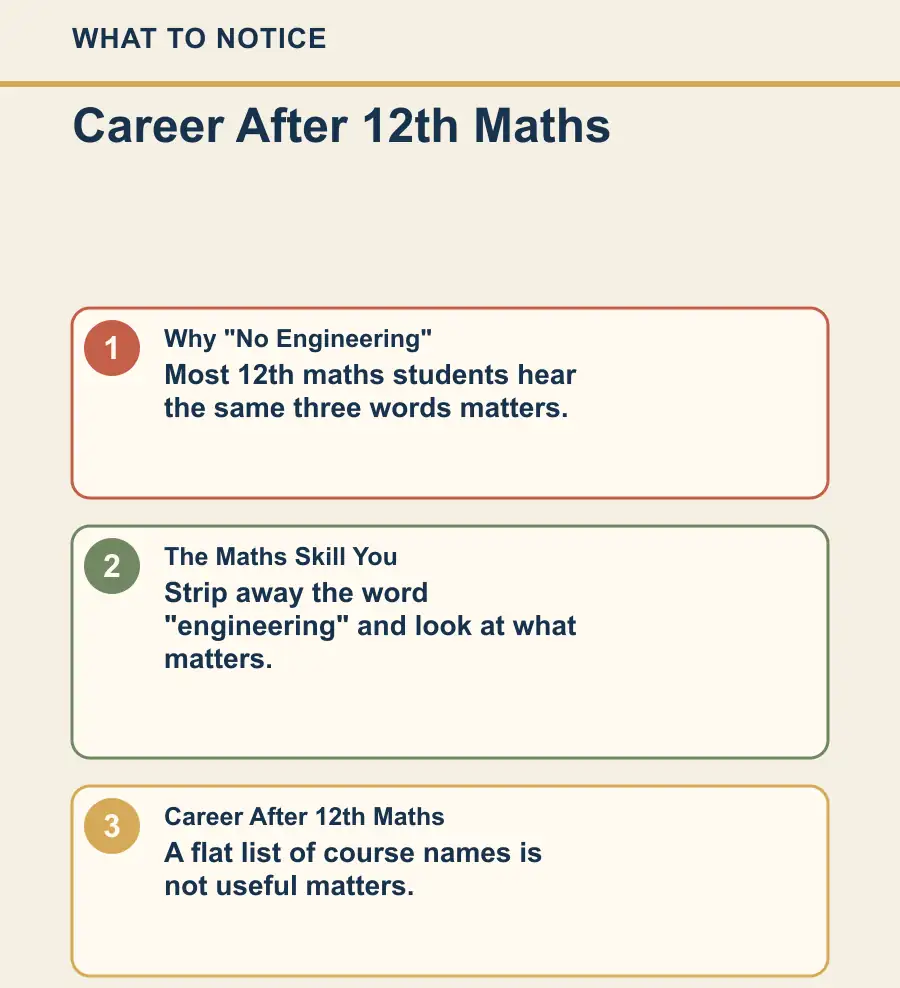 WHAT TO NOTICE
Career After 12th Maths
1
Why "No Engineering"
Most 12th maths students hear
the same three words matters.
2
The Maths Skill You
Strip away the word
"engineering" and look at what
matters.
3
Career After 12th Maths
A flat list of course names is
not useful matters.